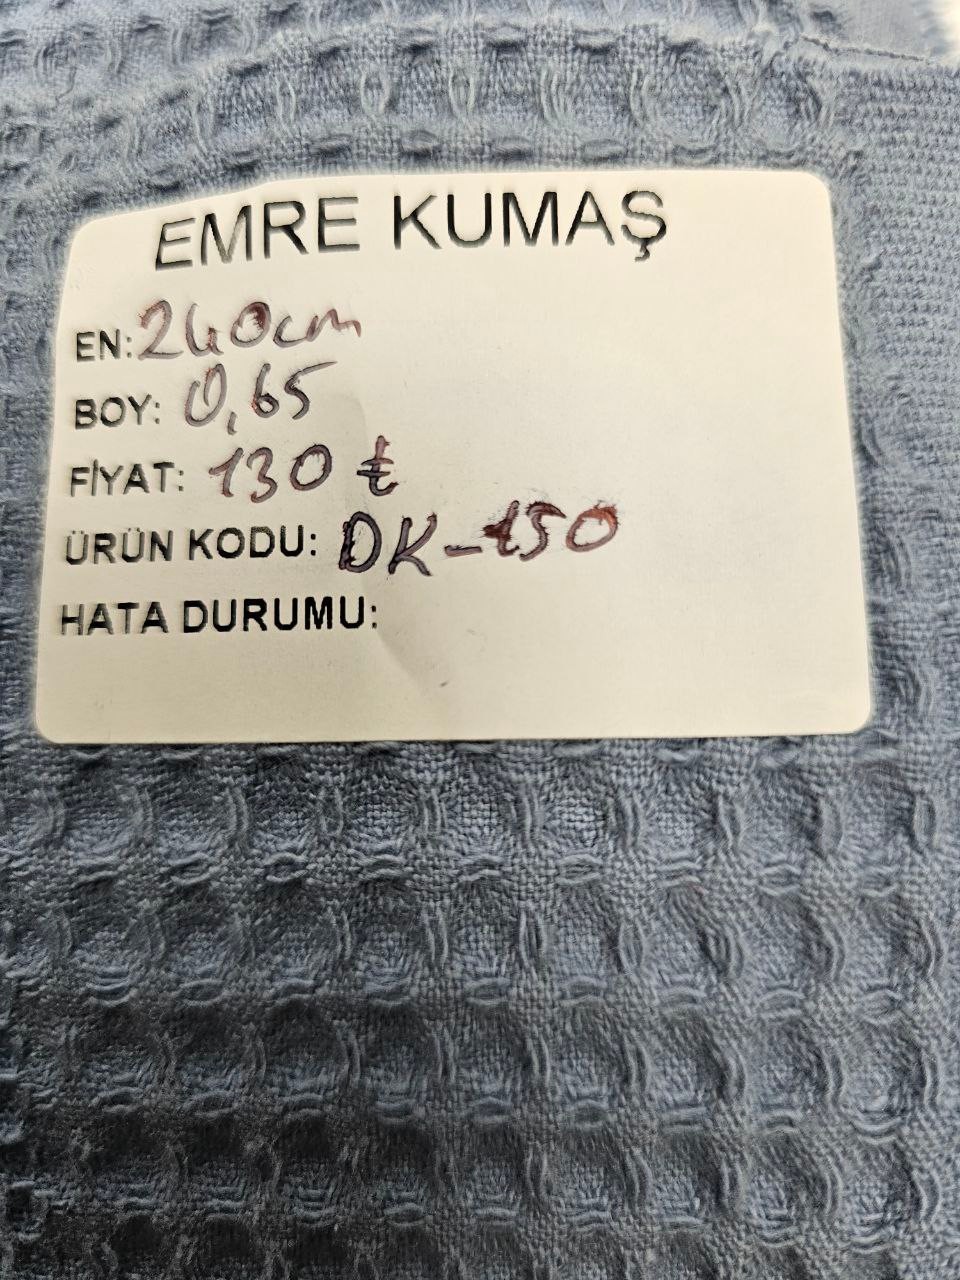 EMRE KUMAŞ
EN: 240cm
BOY: 0,65
FİYAT: 130 ₺
ÜRÜN KODU: DK-150
HATA DURUMU: